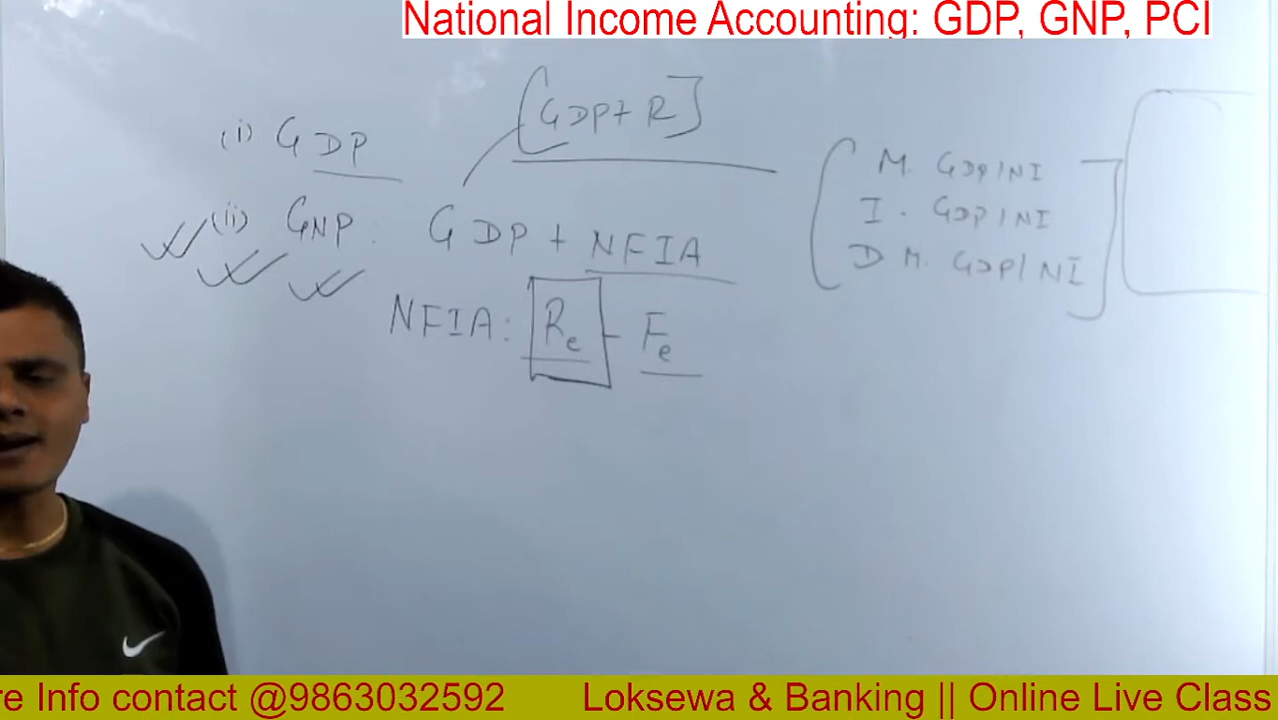 National Income Accounting: GDP, GNP, PCI
[GDP+ R]
(i) GDP
(ii) GNP : GDP + NFIA
NFIA: Re - Fe
M. GDP/NI
I. GDP/NI
D M. GDP/NI
re Info contact @9863032592 Loksewa & Banking || Online Live Class